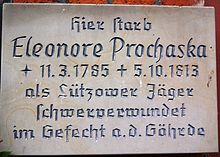 Hier starb
Eleonore Prochaska
+ 11.3.1785 + 5.10.1813
als Lützower Jäger
schwerverwundet
im Gefecht a.d. Göhrde